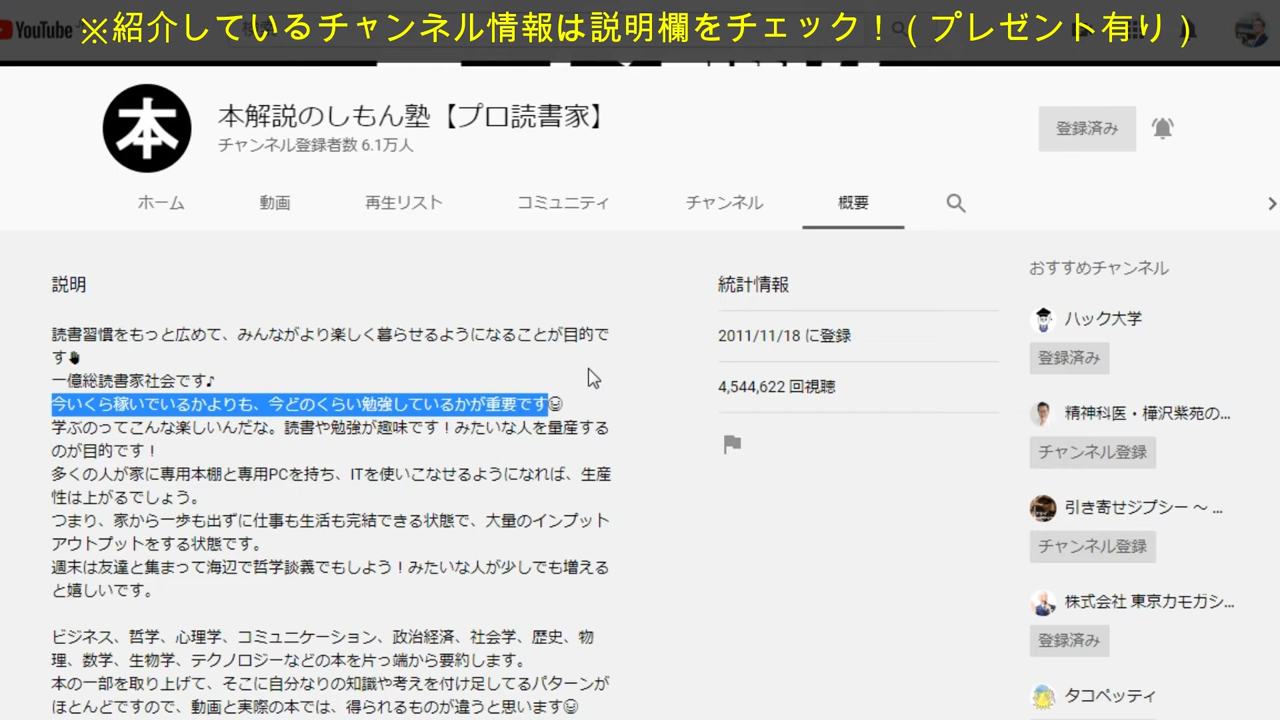 ※紹介しているチャンネル情報は説明欄をチェック！（プレゼント有り）
YouTube
検索
本
本解説のしもん塾【プロ読書家】
チャンネル登録者数 6.1万人
登録済み
ホーム
動画
再生リスト
コミュニティ
チャンネル
概要
説明
読書習慣をもっと広めて、みんながより楽しく暮らせるようになることが目的で
す
一億総読書家社会です♪
今いくら稼いでいるかよりも、今どのくらい勉強しているかが重要です
学ぶのってこんな楽しいんだな。読書や勉強が趣味です！みたいな人を量産する
のが目的です！
多くの人が家に専用本棚と専用PCを持ち、ITを使いこなせるようになれば、生産
性は上がるでしょう。
つまり、家から一歩も出ずに仕事も生活も完結できる状態で、大量のインプット
アウトプットをする状態です。
週末は友達と集まって海辺で哲学談義でもしよう！みたいな人が少しでも増える
と嬉しいです。
ビジネス、哲学、心理学、コミュニケーション、政治経済、社会学、歴史、物
理、数学、生物学、テクノロジーなどの本を片っ端から要約します。
本の一部を取り上げて、そこに自分なりの知識や考えを付け足してるパターンが
ほとんどですので、動画と実際の本では、得られるものが違うと思います
統計情報
2011/11/18 に登録
4,544,622 回視聴
おすすめチャンネル
ハック大学
登録済み
精神科医・樺沢紫苑の...
チャンネル登録
引き寄せジプシー ～ ...
チャンネル登録
株式会社 東京カモガシ...
登録済み
タコペッティ